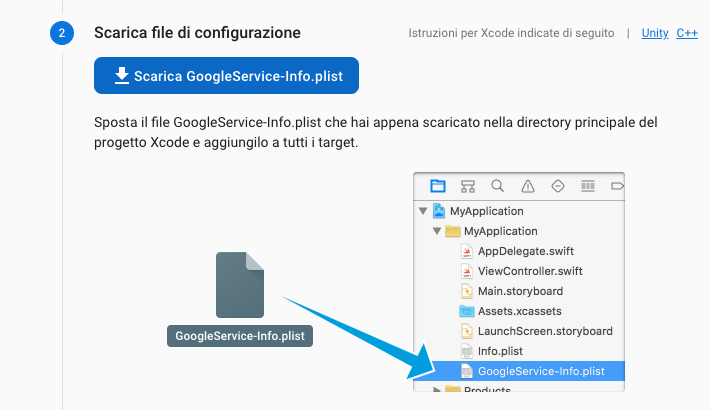 2
Scarica file di configurazione
Istruzioni per Xcode indicate di seguito | Unity C++
Scarica GoogleService-Info.plist
Sposta il file GoogleService-Info.plist che hai appena scaricato nella directory principale del
progetto Xcode e aggiungilo a tutti i target.
GoogleService-Info.plist
MyApplication
MyApplication
AppDelegate.swift
ViewController.swift
Main.storyboard
Assets.xcassets
LaunchScreen.storyboard
Info.plist
GoogleService-Info.plist
Products